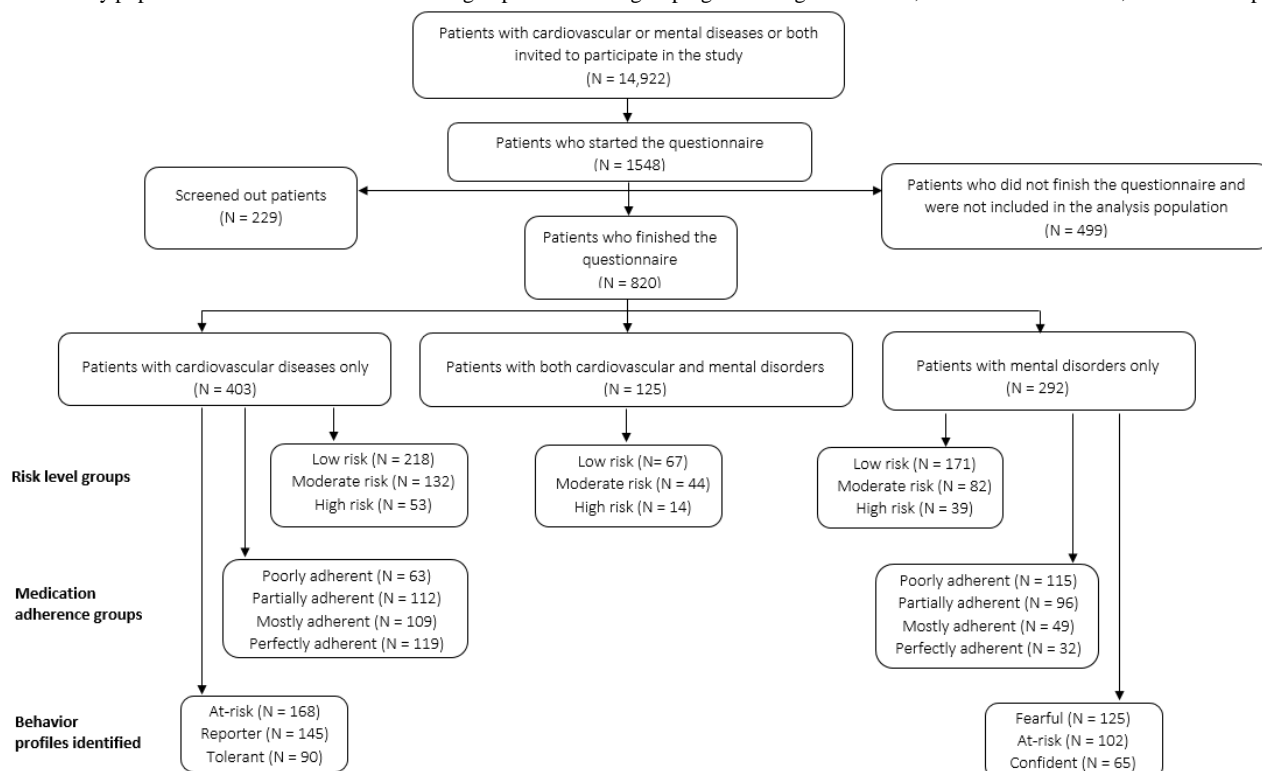 Patients with cardiovascular or mental diseases or both
invited to participate in the study
(N = 14,922)
Patients who started the questionnaire
(N = 1548)
Screened out patients
(N = 229)
Patients who did not finish the questionnaire and
were not included in the analysis population
(N = 499)
Patients who finished the
questionnaire
(N = 820)
Patients with cardiovascular diseases only
(N = 403)
Patients with both cardiovascular and mental disorders
(N = 125)
Patients with mental disorders only
(N = 292)
Risk level groups
Low risk (N = 218)
Moderate risk (N = 132)
High risk (N = 53)
Low risk (N= 67)
Moderate risk (N = 44)
High risk (N = 14)
Low risk (N = 171)
Moderate risk (N = 82)
High risk (N = 39)
Medication
adherence groups
Poorly adherent (N = 63)
Partially adherent (N = 112)
Mostly adherent (N = 109)
Perfectly adherent (N = 119)
Poorly adherent (N = 115)
Partially adherent (N = 96)
Mostly adherent (N = 49)
Perfectly adherent (N = 32)
Behavior
profiles identified
At-risk (N = 168)
Reporter (N = 145)
Tolerant (N = 90)
Fearful (N = 125)
At-risk (N = 102)
Confident (N = 65)